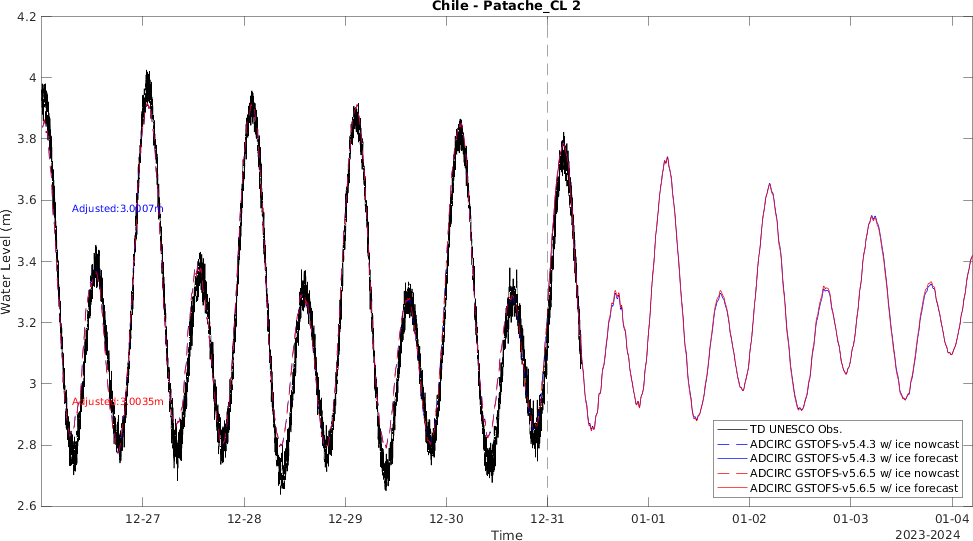 Chile - Patache_CL 2
4.2
4
3.8
3.6
3.4
3.2
3
2.8
2.6
Water Level (m)
Adjusted:3.0007m
Adjusted:3.0035m
TD UNESCO Obs.
ADCIRC GSTOFS-v5.4.3 w/ ice nowcast
ADCIRC GSTOFS-v5.4.3 w/ ice forecast
ADCIRC GSTOFS-v5.6.5 w/ ice nowcast
ADCIRC GSTOFS-v5.6.5 w/ ice forecast
12-27 12-28 12-29 12-30 12-31 01-01 01-02 01-03 01-04
Time
2023-2024